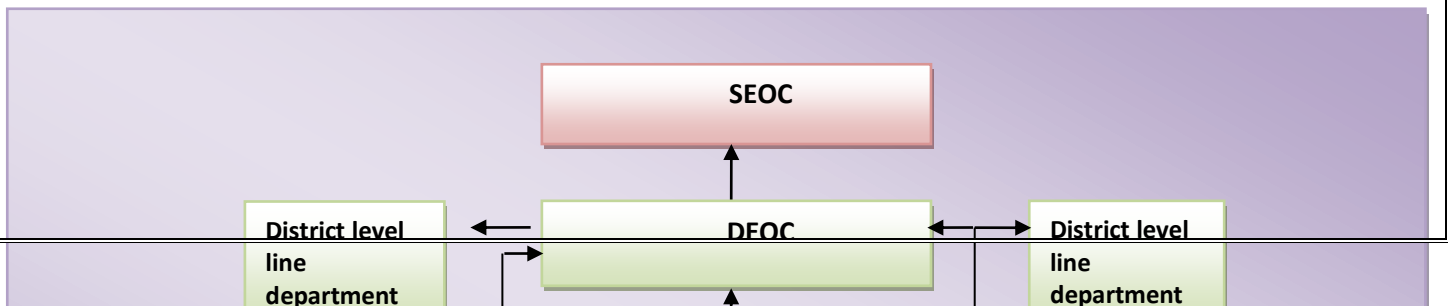 SEOC
District level
line
department
DEOC
District level
line
department